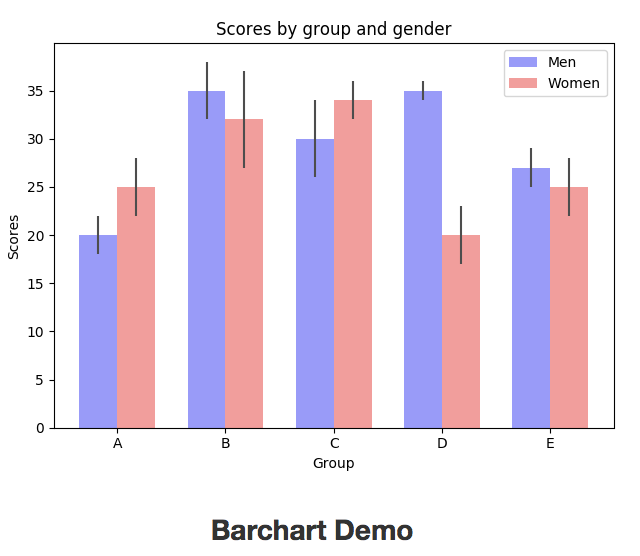 Scores by group and gender
Men
Women
Scores
35
30
25
20
15
10
5
0
A B C D E
Group
Barchart Demo